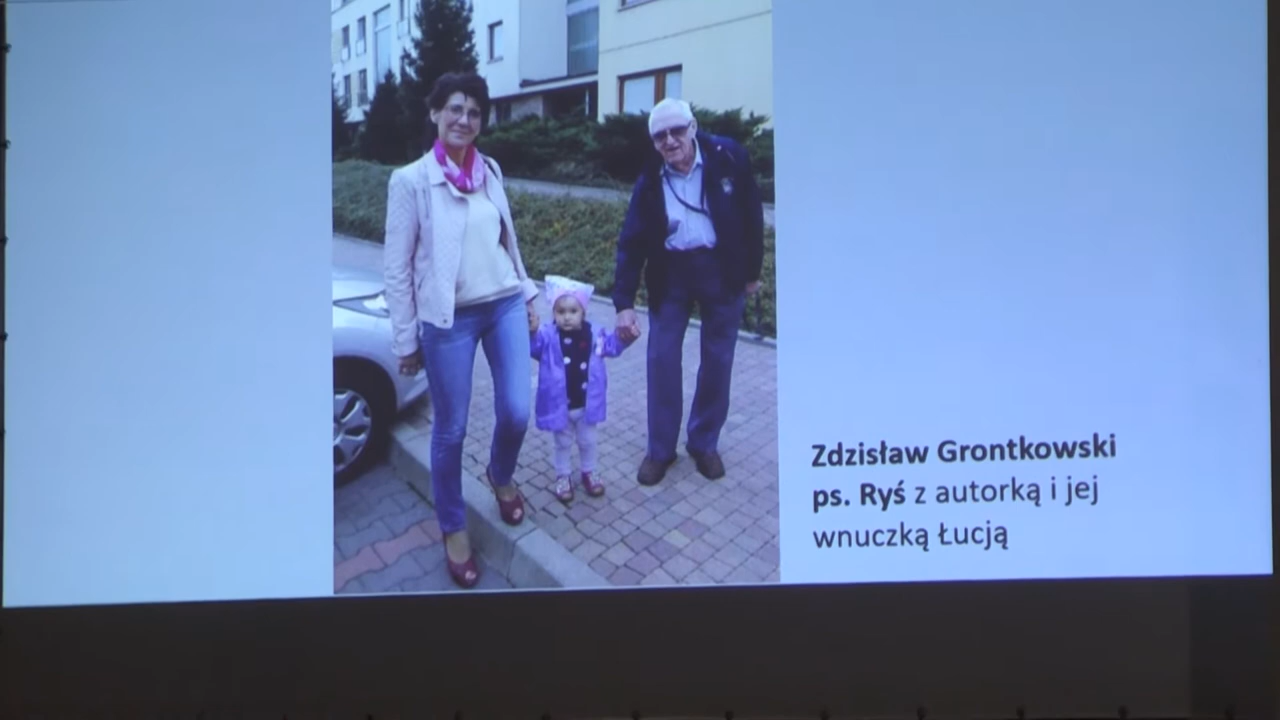 Zdzisław Grontkowski
ps. Ryś z autorką i jej
wnuczką Łucją